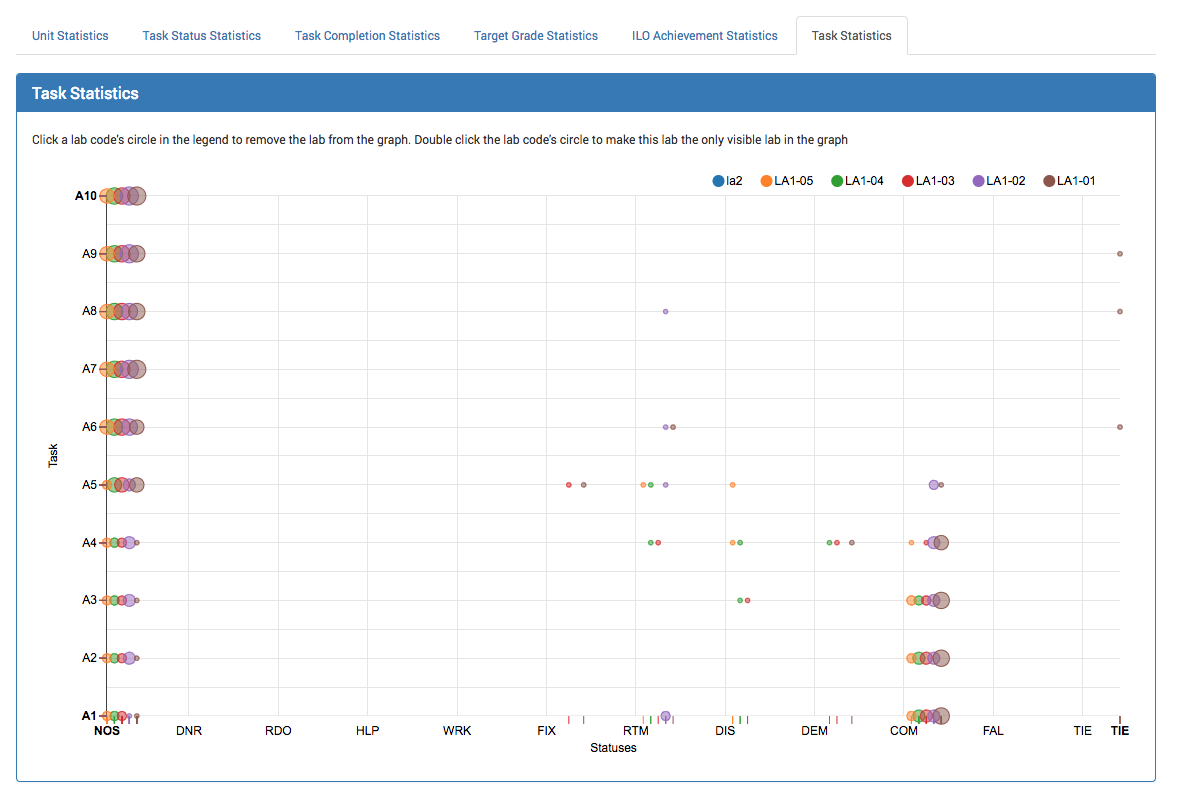 Unit Statistics Task Status Statistics Task Completion Statistics Target Grade Statistics ILO Achievement Statistics Task Statistics
Task Statistics
Click a lab code's circle in the legend to remove the lab from the graph. Double click the lab code's circle to make this lab the only visible lab in the graph
la2 LA1-05 LA1-04 LA1-03 LA1-02 LA1-01
A10
A9
A8
A7
A6
Task
A5
A4
A3
A2
A1
NOS DNR RDO HLP WRK FIX RTM DIS DEM COM FAL TIE TIE
Statuses